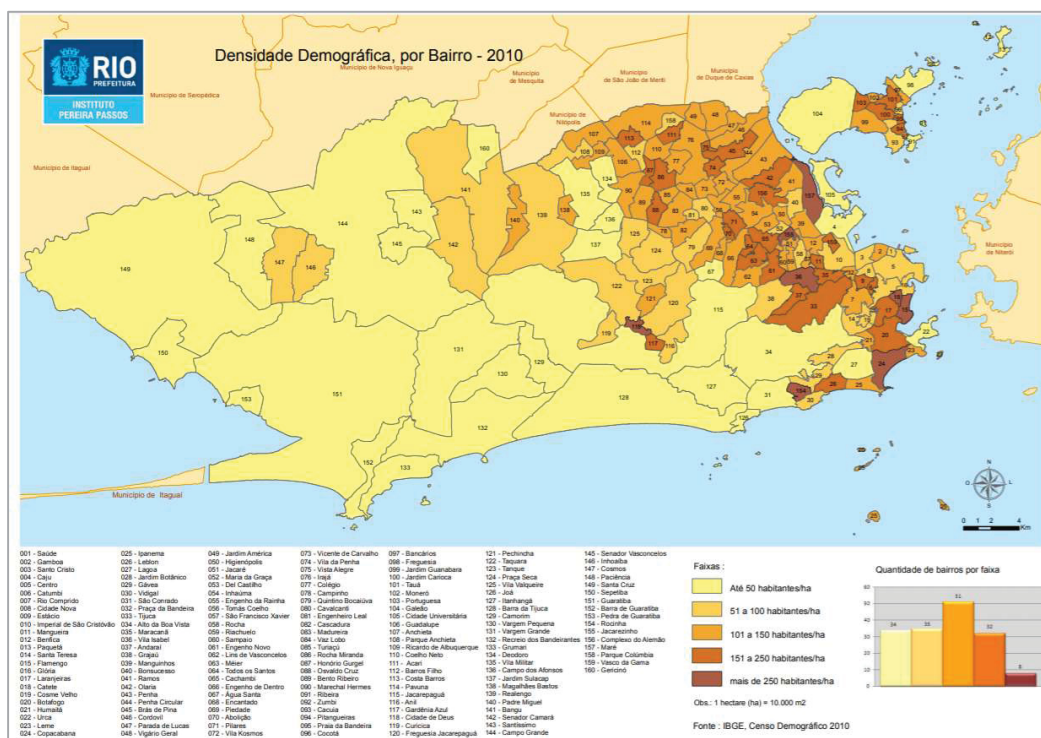 RIO
PREFEITURA
INSTITUTO
PEREIRA PASSOS
Densidade Demográfica, por Bairro - 2010
Município de Nova Iguaçu
Município de Seropédica
Município de Itaguaí
Município
de Mesquita
Município
de São João de Meriti
Município
de Duque de Caxias
Município de
Nilópolis
Município
de Niterói
Município de Itaguaí
001 - Saúde
002 - Gamboa
003 - Santo Cristo
004 - Caju
005 - Centro
006 - Catumbi
007 - Rio Comprido
008 - Cidade Nova
009 - Estácio
010 - Imperial de São Cristóvão
011 - Mangueira
012 - Benfica
013 - Paquetá
014 - Santa Teresa
015 - Flamengo
016 - Glória
017 - Laranjeiras
018 - Catete
019 - Cosme Velho
020 - Botafogo
021 - Humaitá
022 - Urca
023 - Leme
024 - Copacabana
025 - Ipanema
026 - Leblon
027 - Lagoa
028 - Jardim Botânico
029 - Gávea
030 - Vidigal
031 - São Conrado
032 - Praça da Bandeira
033 - Tijuca
034 - Alto da Boa Vista
035 - Maracanã
036 - Vila Isabel
037 - Andaraí
038 - Grajaú
039 - Manguinhos
040 - Bonsucesso
041 - Ramos
042 - Olaria
043 - Penha
044 - Penha Circular
045 - Brás de Pina
046 - Cordovil
047 - Parada de Lucas
048 - Vigário Geral
049 - Jardim América
050 - Higienópolis
051 - Jacaré
052 - Maria da Graça
053 - Del Castilho
054 - Inhaúma
055 - Engenho da Rainha
056 - Tomás Coelho
057 - São Francisco Xavier
058 - Rocha
059 - Riachuelo
060 - Sampaio
061 - Engenho Novo
062 - Lins de Vasconcelos
063 - Méier
064 - Todos os Santos
065 - Cachambi
066 - Engenho de Dentro
067 - Água Santa
068 - Encantado
069 - Piedade
070 - Abolição
071 - Pilares
072 - Vila Kosmos
073 - Vicente de Carvalho
074 - Vila da Penha
075 - Vista Alegre
076 - Irajá
077 - Colégio
078 - Campinho
079 - Quintino Bocaiúva
080 - Cavalcanti
081 - Engenheiro Leal
082 - Cascadura
083 - Madureira
084 - Vaz Lobo
085 - Turiaçú
086 - Rocha Miranda
087 - Honório Gurgel
088 - Osvaldo Cruz
089 - Bento Ribeiro
090 - Marechal Hermes
091 - Ribeira
092 - Zumbi
093 - Cacuia
094 - Pitangueiras
095 - Praia da Bandeira
096 - Cocotá
097 - Bancários
098 - Freguesia
099 - Jardim Guanabara
100 - Jardim Carioca
101 - Tauá
102 - Moneró
103 - Portuguesa
104 - Galeão
105 - Cidade Universitária
106 - Guadalupe
107 - Anchieta
108 - Parque Anchieta
109 - Ricardo de Albuquerque
110 - Coelho Neto
111 - Acari
112 - Barros Filho
113 - Costa Barros
114 - Pavuna
115 - Jacarepaguá
116 - Anil
117 - Gardênia Azul
118 - Cidade de Deus
119 - Curicica
120 - Freguesia Jacarepaguá
121 - Pechincha
122 - Taquara
123 - Tanque
124 - Praça Seca
125 - Vila Valqueire
126 - Joá
127 - Itanhangá
128 - Barra da Tijuca
129 - Camorim
130 - Vargem Pequena
131 - Vargem Grande
132 - Recreio dos Bandeirantes
133 - Grumari
134 - Deodoro
135 - Vila Militar
136 - Campo dos Afonsos
137 - Jardim Sulacap
138 - Magalhães Bastos
139 - Realengo
140 - Padre Miguel
141 - Bangu
142 - Senador Camará
143 - Santíssimo
144 - Campo Grande
145 - Senador Vasconcelos
146 - Inhoaíba
147 - Cosmos
148 - Paciência
149 - Santa Cruz
150 - Sepetiba
151 - Guaratiba
152 - Barra de Guaratiba
153 - Pedra de Guaratiba
154 - Rocinha
155 - Jacarezinho
156 - Complexo do Alemão
157 - Maré
158 - Parque Colúmbia
159 - Vasco da Gama
160 - Gericinó
Faixas :
Até 50 habitantes/ha
51 a 100 habitantes/ha
101 a 150 habitantes/ha
151 a 250 habitantes/ha
mais de 250 habitantes/ha
Obs.: 1 hectare (ha) = 10.000 m2
Fonte : IBGE, Censo Demográfico 2010
Quantidade de bairros por faixa
60
50
40
30
20
10
0
34
35
51
32
8
N
O
L
S
0 2 4
Km